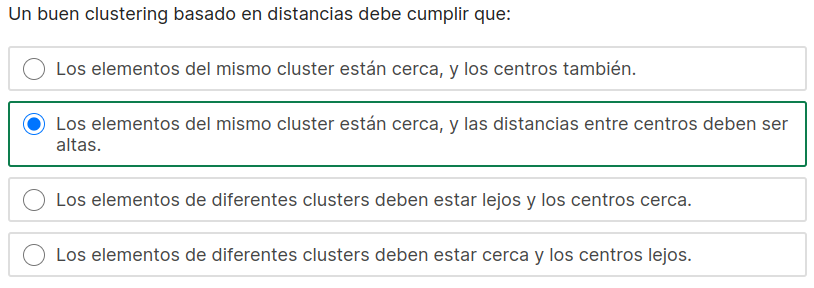 Un buen clustering basado en distancias debe cumplir que:
Los elementos del mismo cluster están cerca, y los centros también.
Los elementos del mismo cluster están cerca, y las distancias entre centros deben ser
altas.
Los elementos de diferentes clusters deben estar lejos y los centros cerca.
Los elementos de diferentes clusters deben estar cerca y los centros lejos.